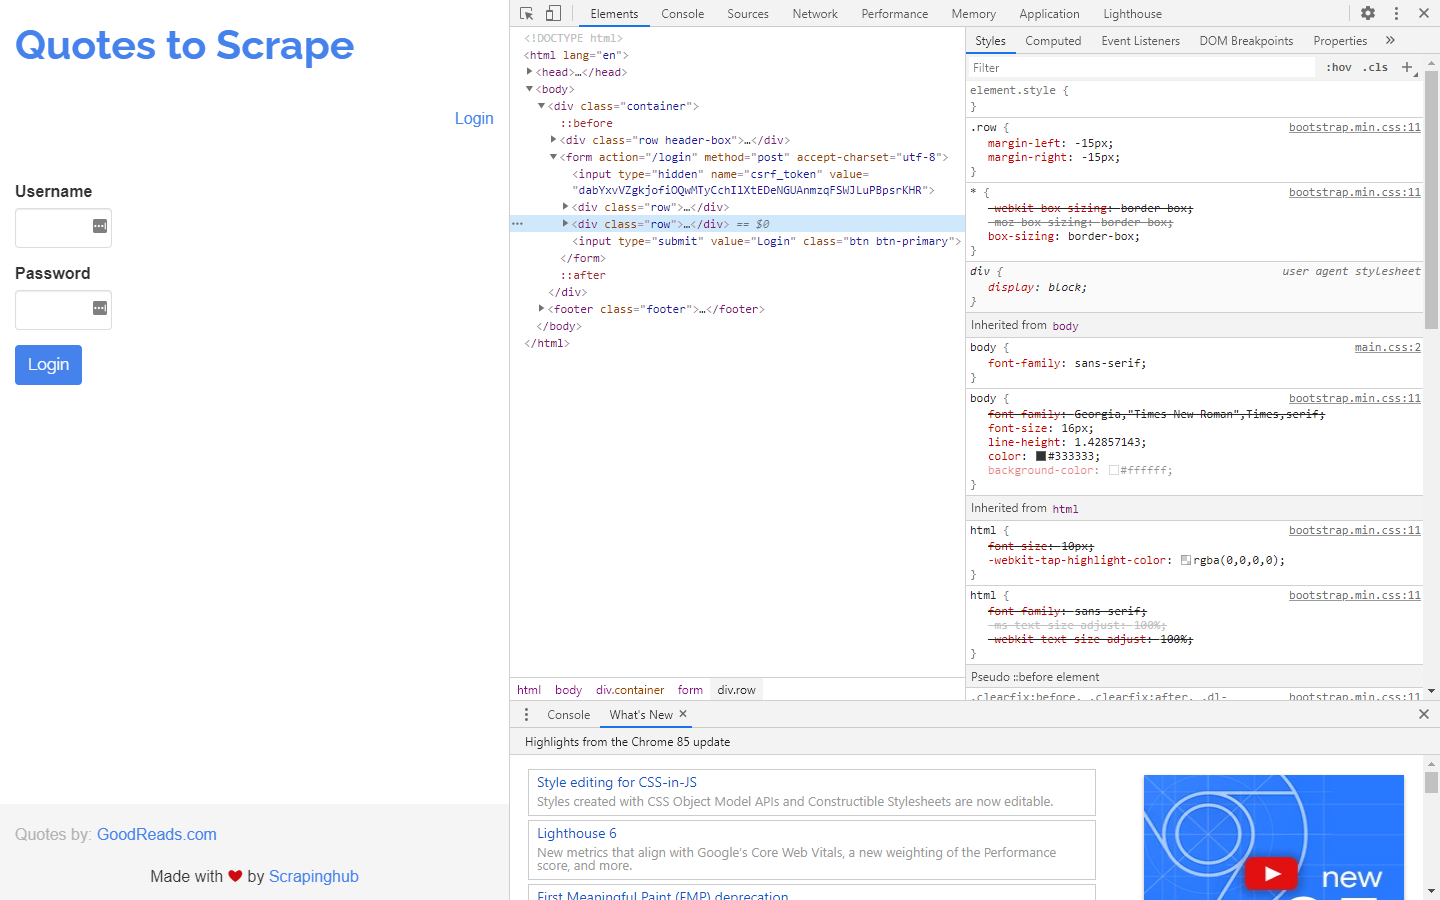 Quotes to Scrape
Login
Username
Password
Login
Quotes by: GoodReads.com
Made with ❤ by Scrapinghub
Elements Console Sources Network Performance Memory Application Lighthouse
<!DOCTYPE html>
<html lang="en">
<head>…</head>
<body>
<div class="container">
::before
<div class="row header-box">…</div>
<form action="/login" method="post" accept-charset="utf-8">
<input type="hidden" name="csrf_token" value=
"dabYxvVZgkjofiOQwMTyCchIlXtEDeNGUAnmzqFSWJLuPBpsrKHR">
<div class="row">…</div>
<div class="row">…</div> == $0
<input type="submit" value="Login" class="btn btn-primary">
</form>
::after
</div>
<footer class="footer">…</footer>
</body>
</html>
html body div.container form div.row
Styles Computed Event Listeners DOM Breakpoints Properties »
Filter :hov .cls +
element.style {
}
.row { bootstrap.min.css:11
margin-left: -15px;
margin-right: -15px;
}
* { bootstrap.min.css:11
-webkit-box-sizing: border-box;
-moz-box-sizing: border-box;
box-sizing: border-box;
}
div { user agent stylesheet
display: block;
}
Inherited from body
body { main.css:2
font-family: sans-serif;
}
body { bootstrap.min.css:11
font-family: Georgia,"Times New Roman",Times,serif;
font-size: 16px;
line-height: 1.42857143;
color: #333333;
background-color: #ffffff;
}
Inherited from html
html { bootstrap.min.css:11
font-size: 10px;
-webkit-tap-highlight-color: rgba(0,0,0,0);
}
html { bootstrap.min.css:11
font-family: sans-serif;
-ms-text-size-adjust: 100%;
-webkit-text-size-adjust: 100%;
}
Pseudo ::before element
.clearfix:before, .clearfix:after, .dl- bootstrap.min.css:11
Console What's New
Highlights from the Chrome 85 update
Style editing for CSS-in-JS
Styles created with CSS Object Model APIs and Constructible Stylesheets are now editable.
Lighthouse 6
New metrics that align with Google's Core Web Vitals, a new weighting of the Performance
score, and more.
First Meaningful Paint (FMP) deprecation
new